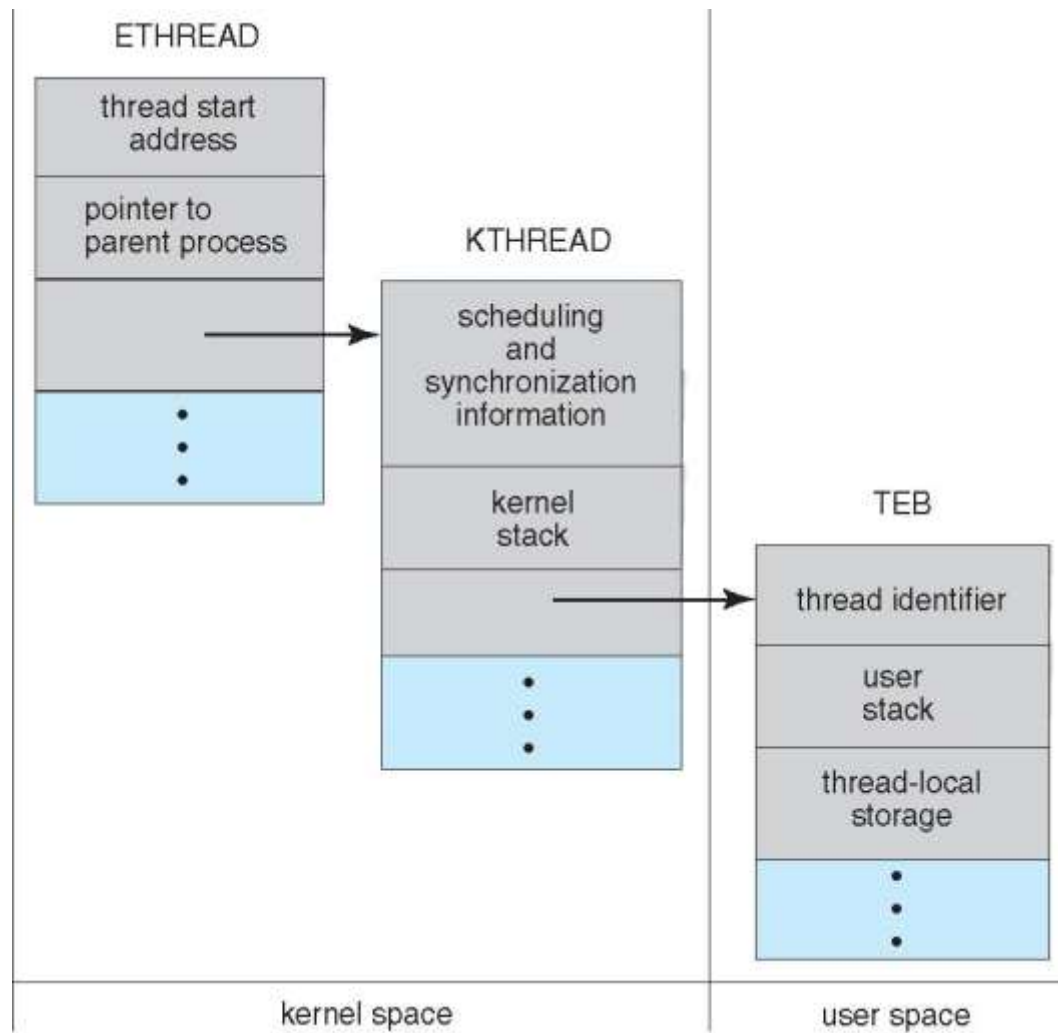 ETHREAD
thread start
address
pointer to
parent process
KTHREAD
scheduling
and
synchronization
information
kernel
stack
TEB
thread identifier
user
stack
thread-local
storage
kernel space
user space